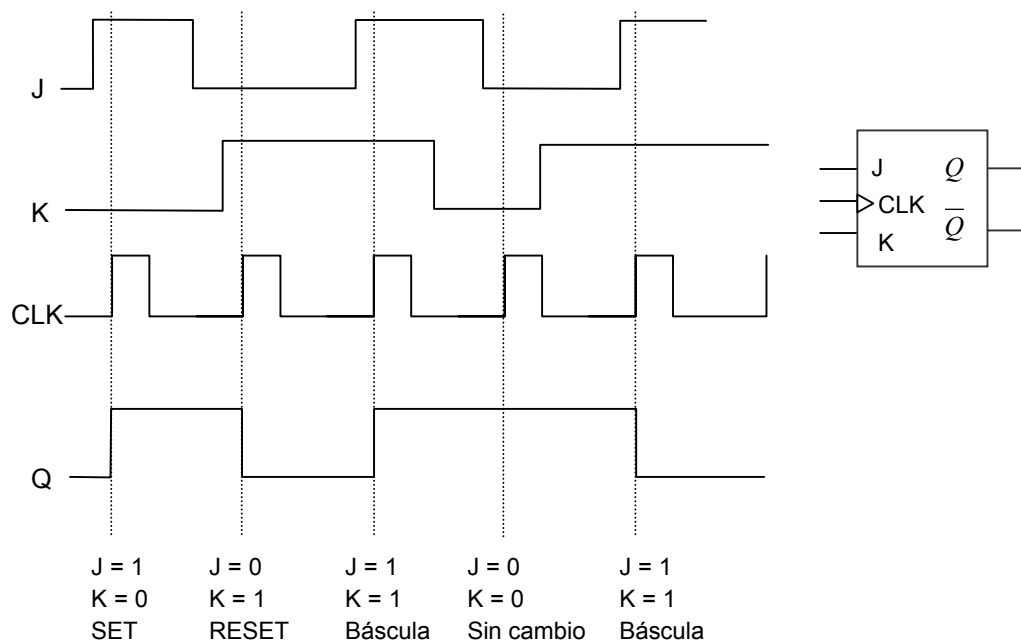 J
K
CLK
Q
J Q
CLK
K Q̅
J = 1
K = 0
SET
J = 0
K = 1
RESET
J = 1
K = 1
Báscula
J = 0
K = 0
Sin cambio
J = 1
K = 1
Báscula